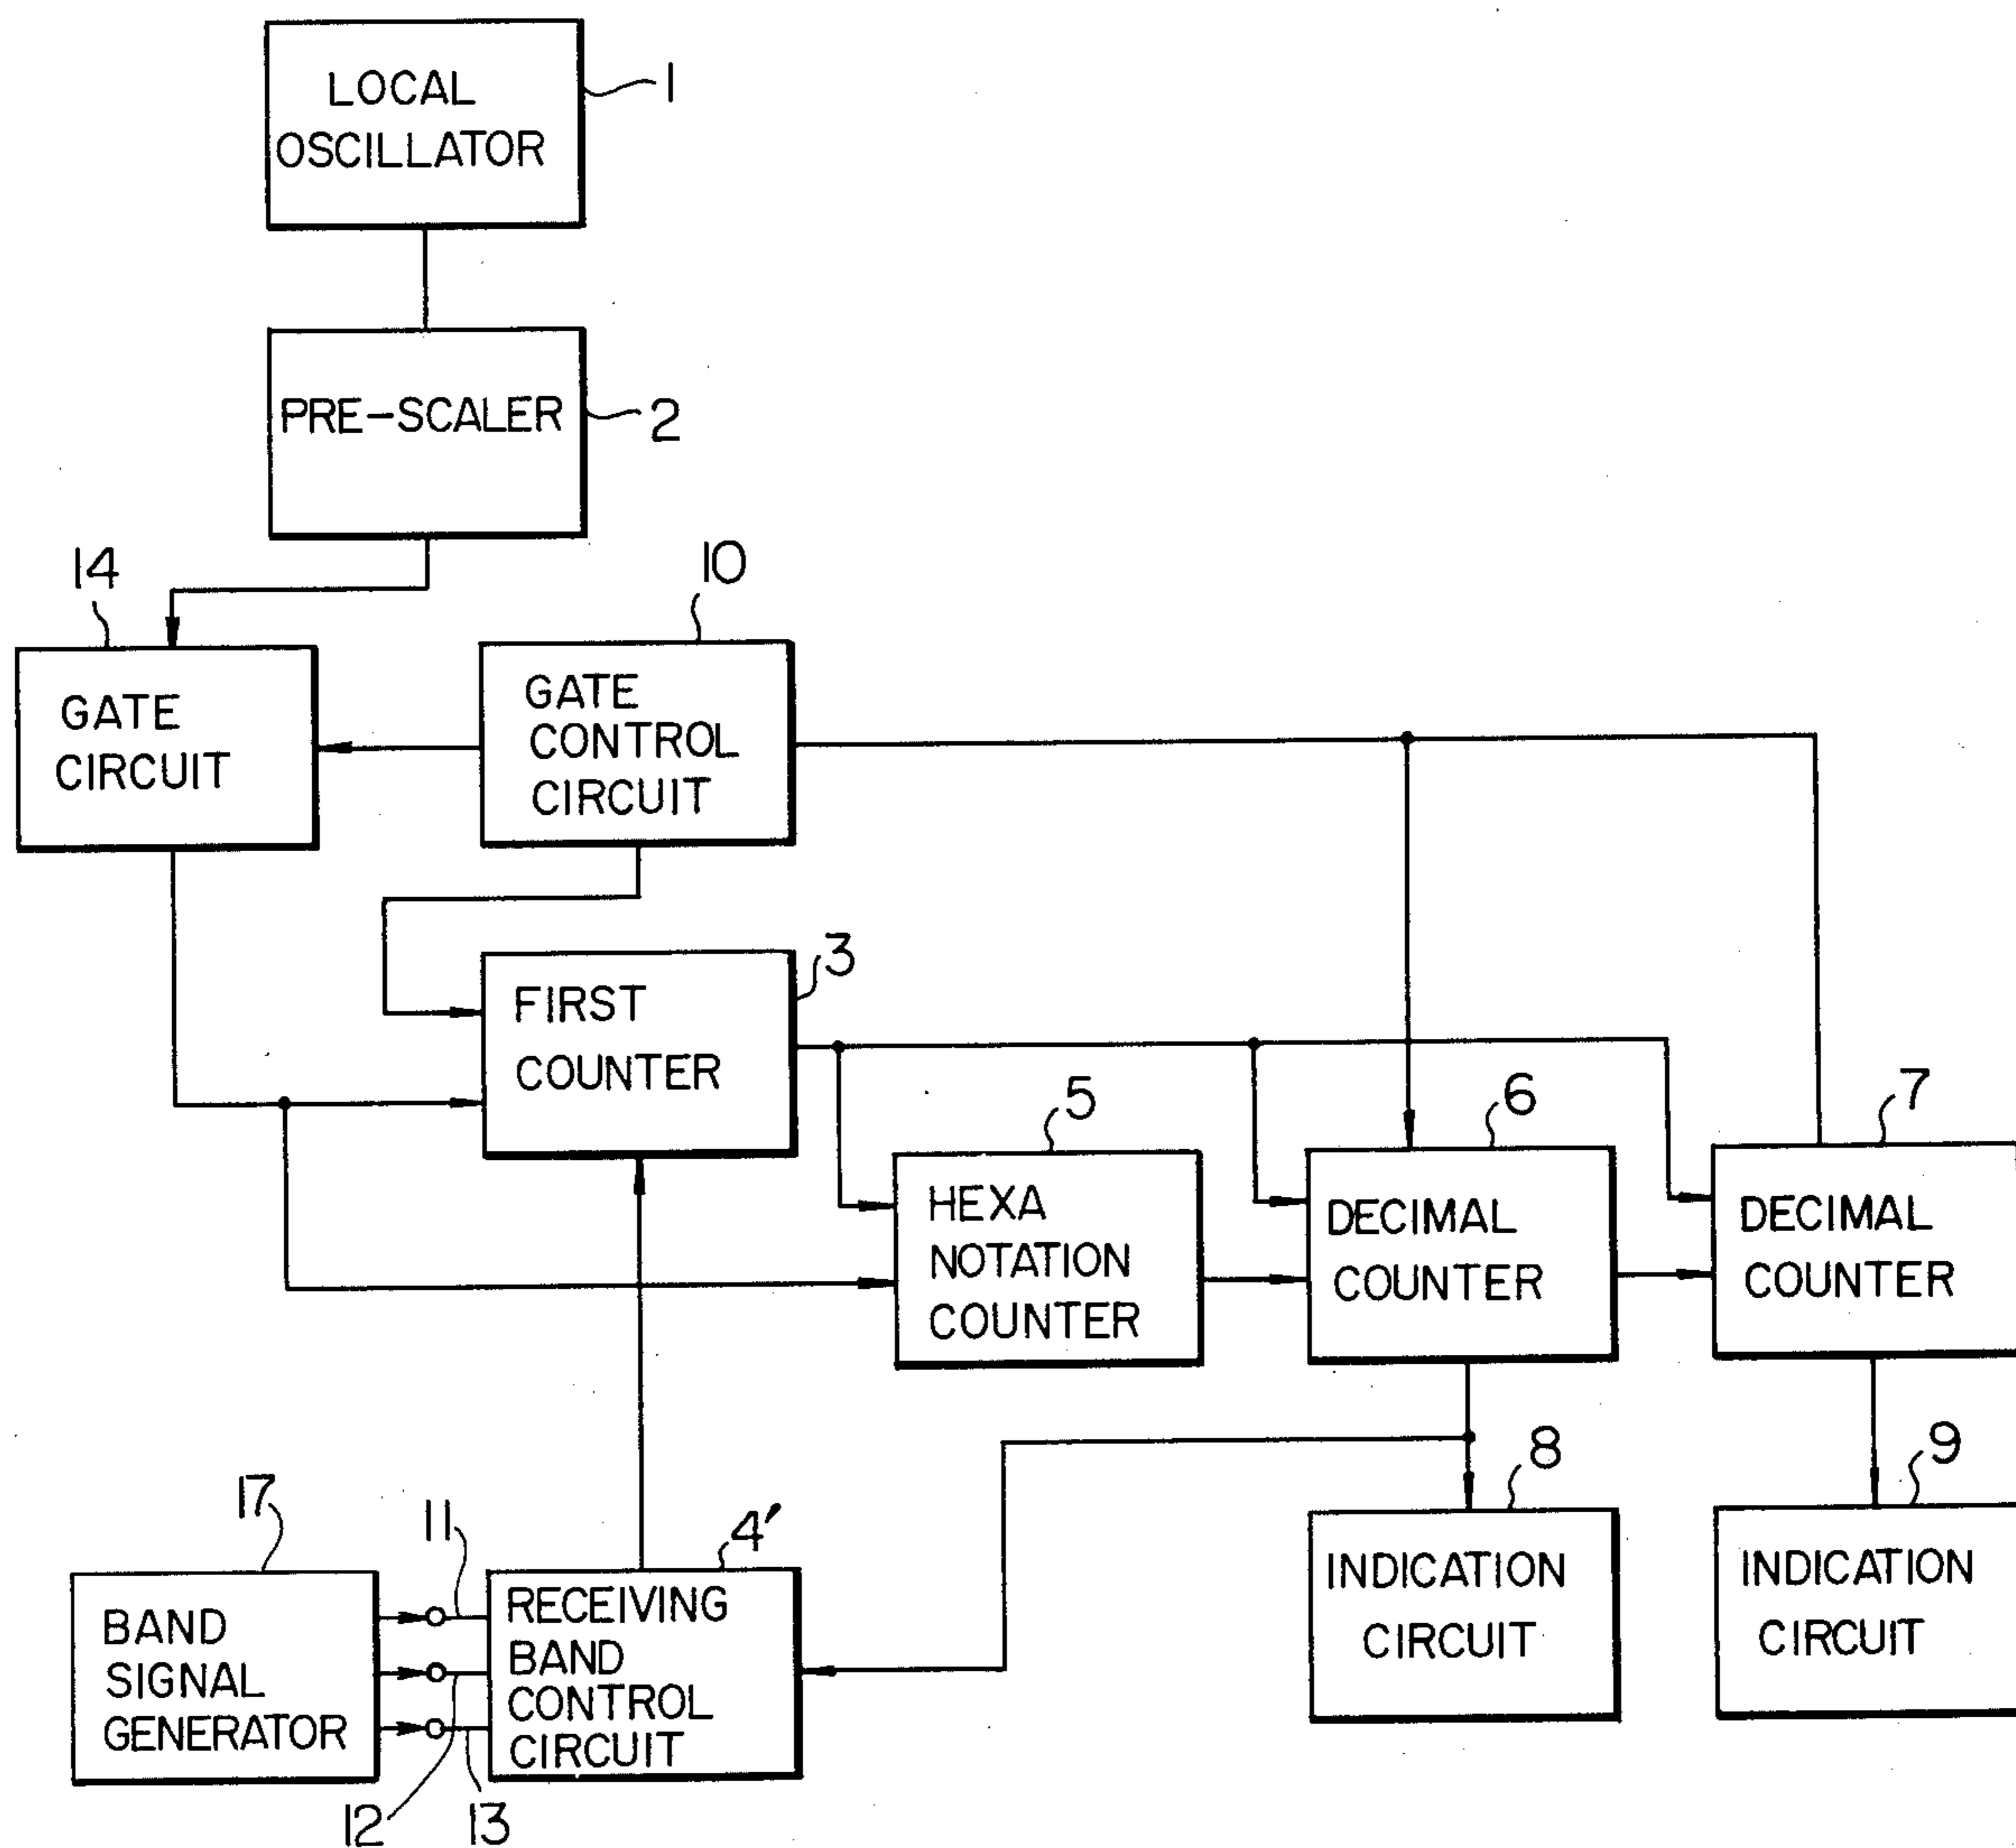 LOCAL
OSCILLATOR
1
PRE-SCALER
2
14
10
GATE
CIRCUIT
GATE
CONTROL
CIRCUIT
3
FIRST
COUNTER
5
6
7
HEXA
NOTATION
COUNTER
DECIMAL
COUNTER
DECIMAL
COUNTER
8
9
17
11
4'
BAND
SIGNAL
GENERATOR
RECEIVING
BAND
CONTROL
CIRCUIT
INDICATION
CIRCUIT
INDICATION
CIRCUIT
12
13